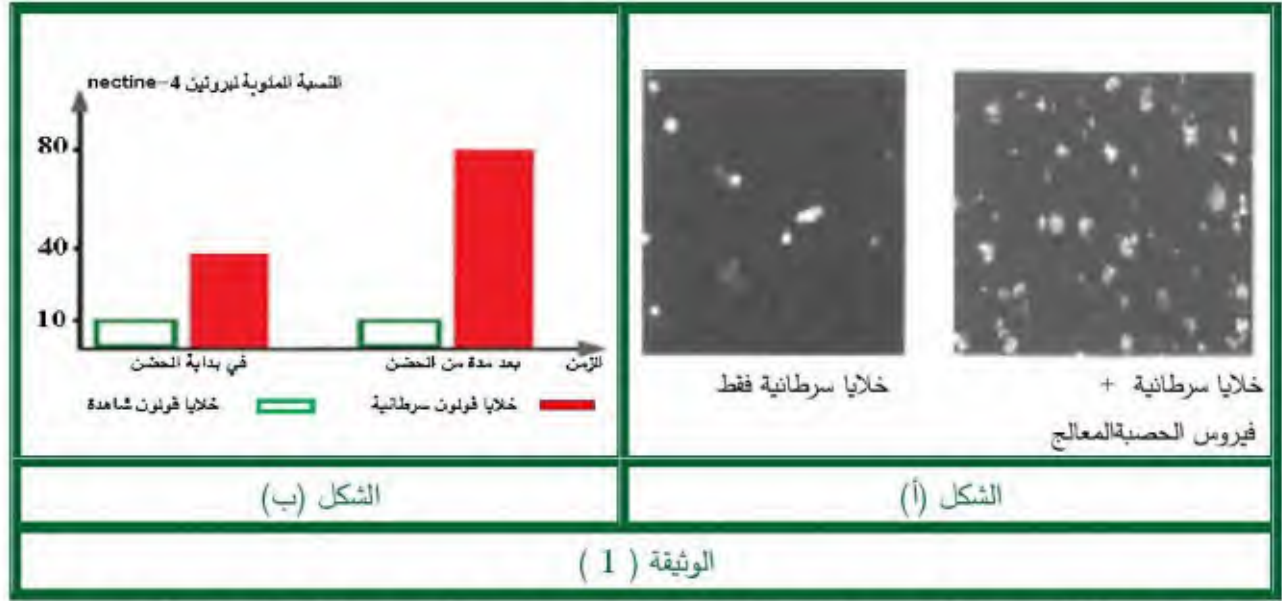 النسبة المئوية لبروتين nectine-4
80
40
10
في بداية الحضن
بعد مدة من الحضن
الزمن
خلايا قولون شاهدة
خلايا قولون سرطانية
خلايا سرطانية فقط
خلايا سرطانية +
فيروس الحصبةالمعالج
الشكل (ب)
الشكل (أ)
الوثيقة ( 1 )